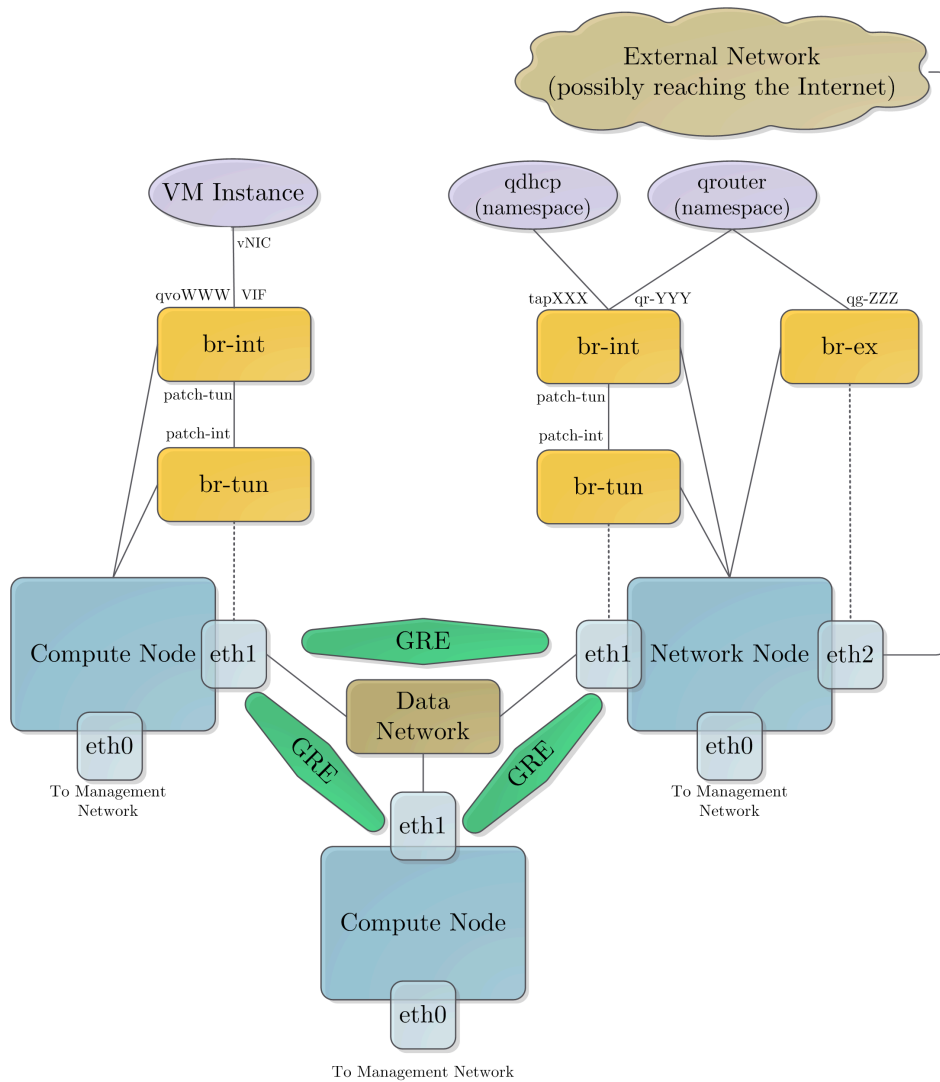 External Network
(possibly reaching the Internet)
VM Instance
qdhcp
(namespace)
qrouter
(namespace)
vNIC
qvoWWW
VIF
tapXXX
qr-YYY
qg-ZZZ
br-int
br-int
br-ex
patch-tun
patch-tun
patch-int
patch-int
br-tun
br-tun
GRE
Compute Node
eth1
eth1
Network Node
eth2
Data
Network
eth0
GRE
GRE
eth0
To Management
Network
To Management
Network
eth1
Compute Node
eth0
To Management Network